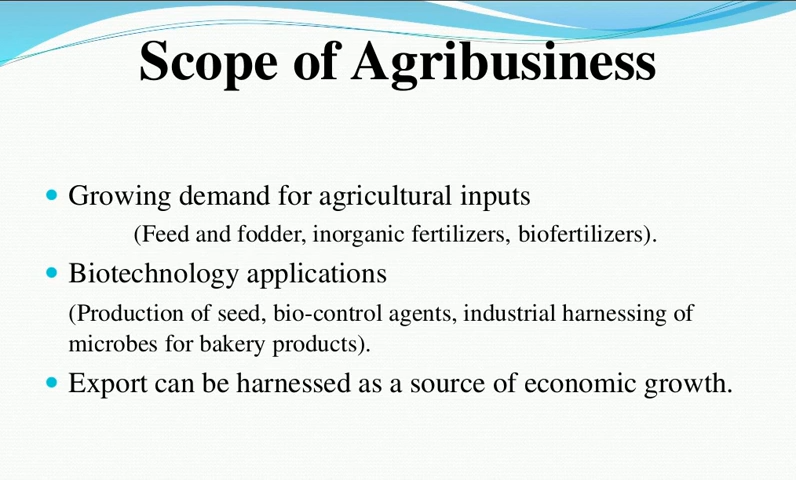 Scope of Agribusiness
Growing demand for agricultural inputs
(Feed and fodder, inorganic fertilizers, biofertilizers).
Biotechnology applications
(Production of seed, bio-control agents, industrial harnessing of
microbes for bakery products).
Export can be harnessed as a source of economic growth.